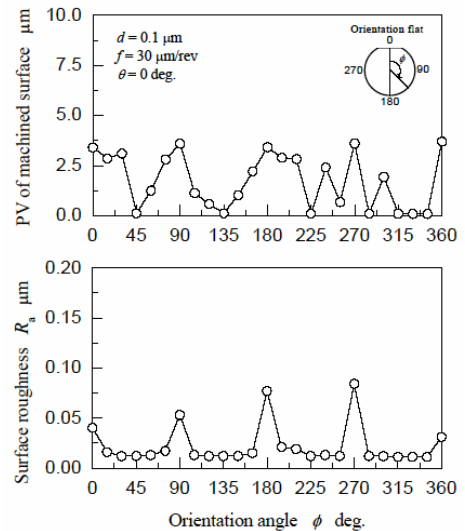 10.0
7.5
5.0
2.5
0.0
PV of machined surface μm
d = 0.1 μm
f = 30 μm/rev
θ = 0 deg.
Orientation flat
0
ϕ
270
90
180
0 45 90 135 180 225 270 315 360
0.20
0.15
0.10
0.05
0.00
Surface roughness Ra μm
0 45 90 135 180 225 270 315 360
Orientation angle ϕ deg.